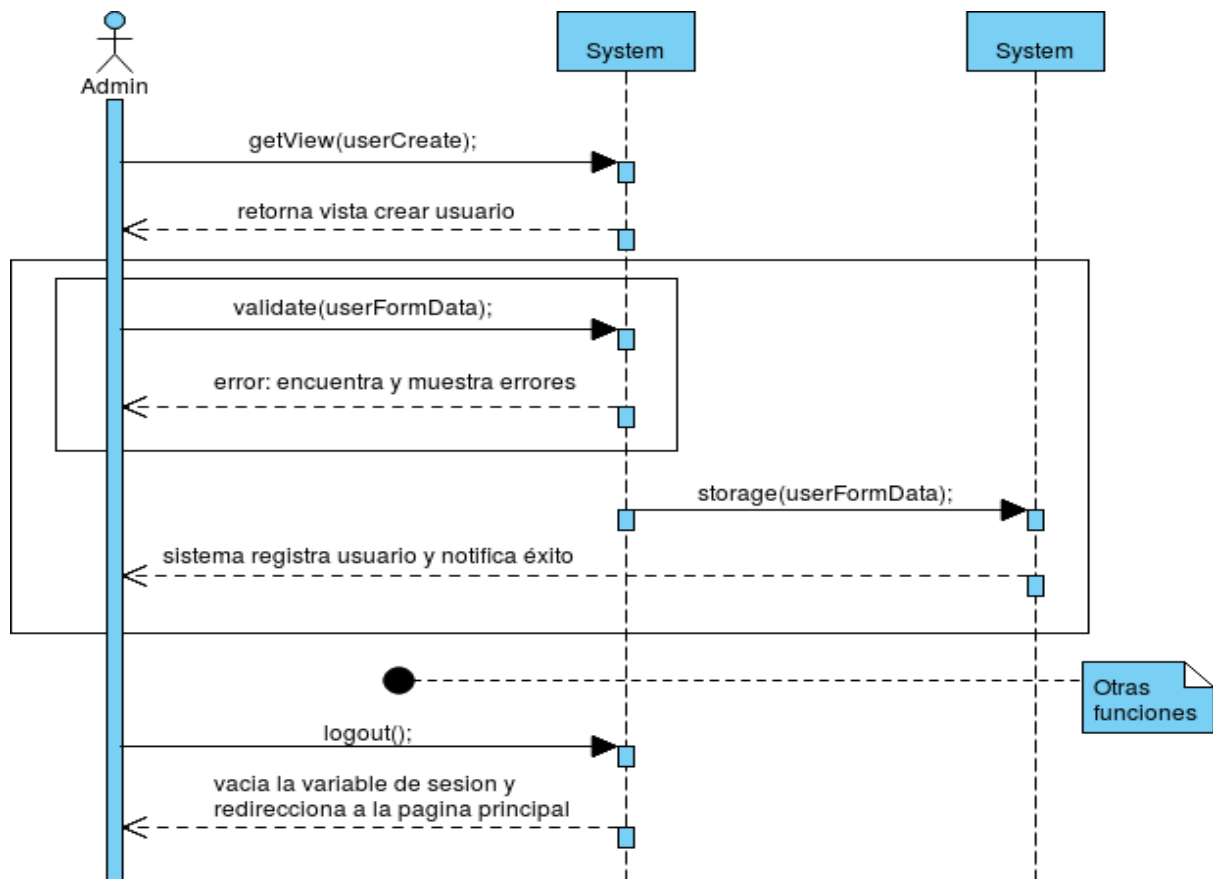 Admin
System
System
getView(userCreate);
retorna vista crear usuario
validate(userFormData);
error: encuentra y muestra errores
storage(userFormData);
sistema registra usuario y notifica éxito
Otras
funciones
logout();
vacia la variable de sesion y
redirecciona a la pagina principal